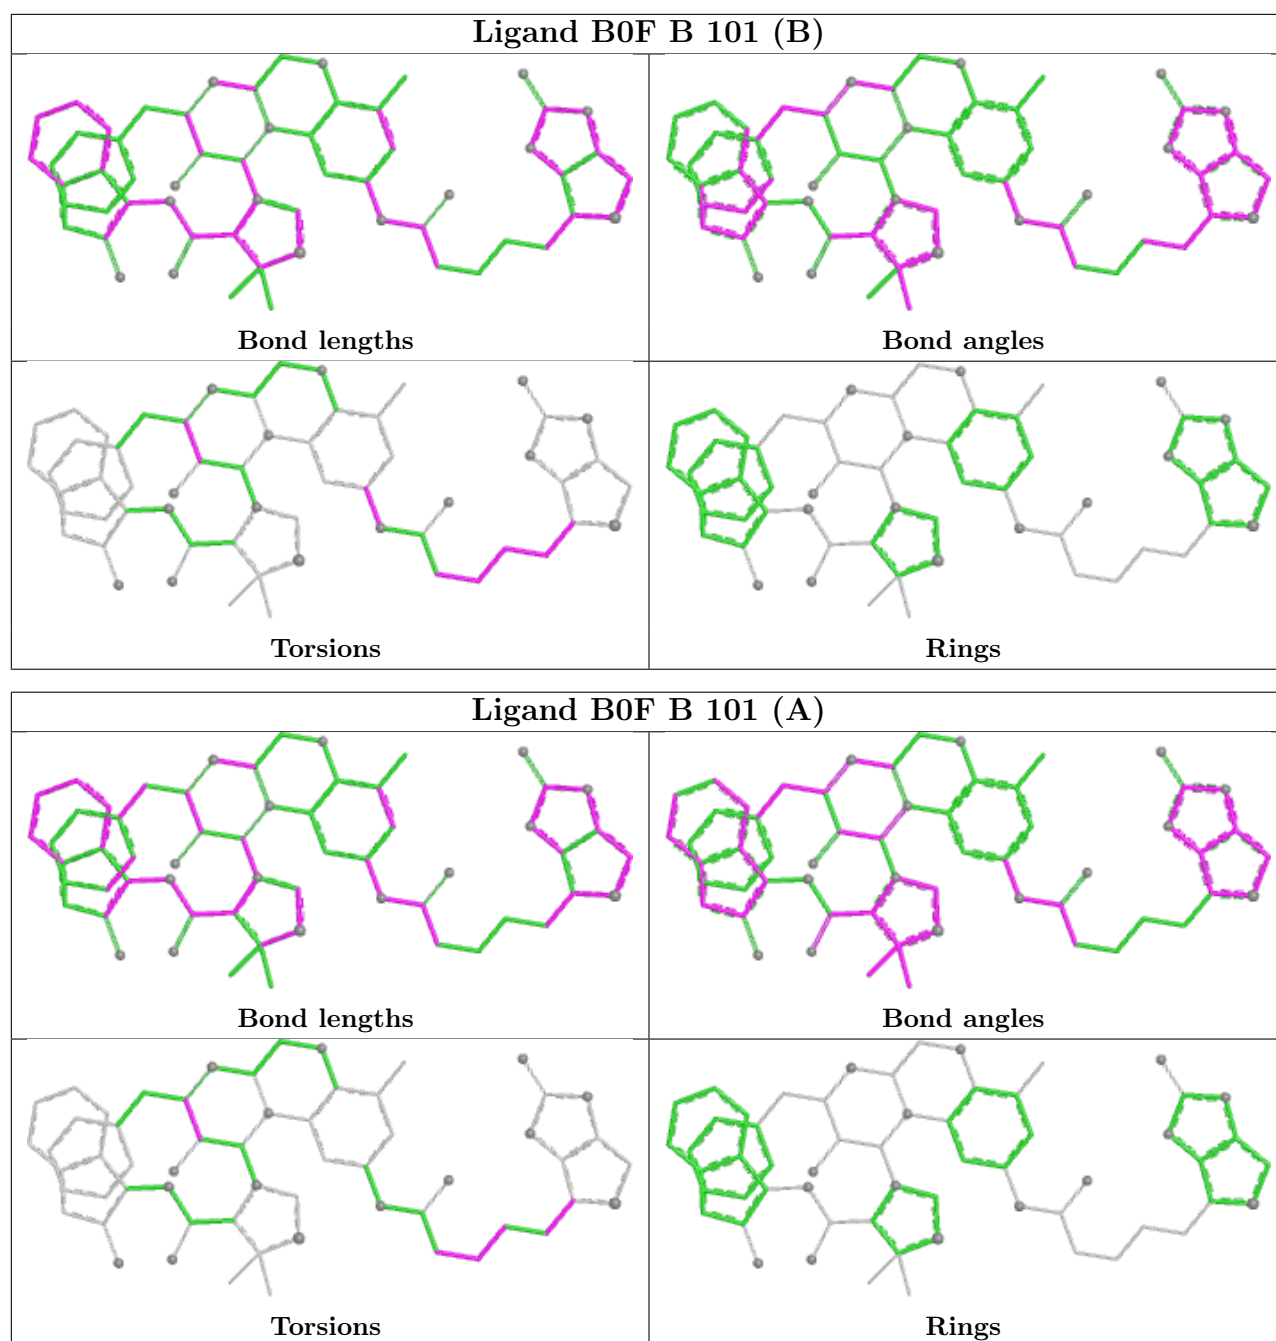 Ligand B0F B 101 (B)
Bond lengths
Bond angles
Torsions
Rings
Ligand B0F B 101 (A)
Bond lengths
Bond angles
Torsions
Rings